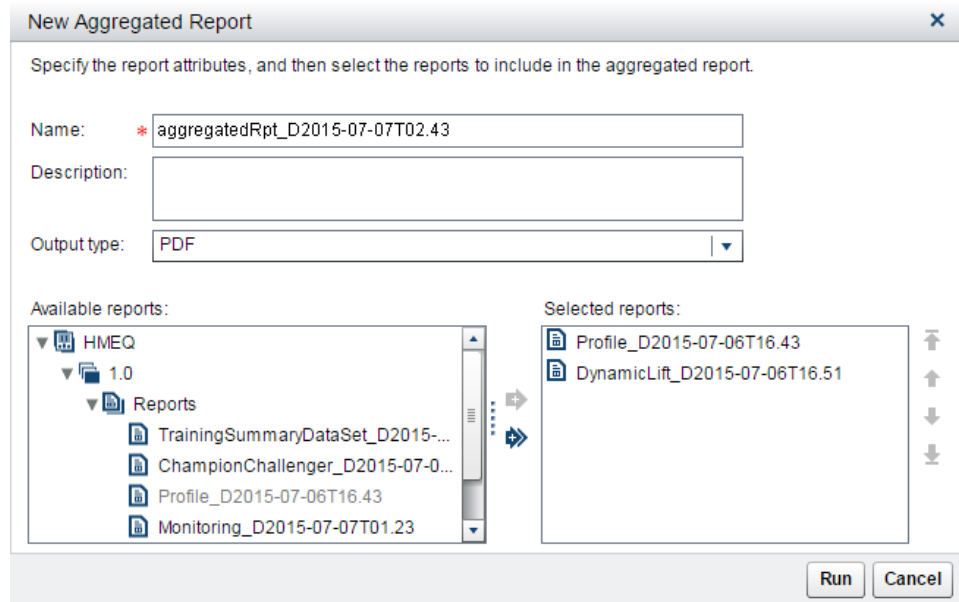 New Aggregated Report
Specify the report attributes, and then select the reports to include in the aggregated report.
Name: * aggregatedRpt_D2015-07-07T02.43
Description:
Output type: PDF
Available reports:
HMEQ
1.0
Reports
TrainingSummaryDataSet_D2015-...
ChampionChallenger_D2015-07-0...
Profile_D2015-07-06T16.43
Monitoring_D2015-07-07T01.23
Selected reports:
Profile_D2015-07-06T16.43
DynamicLift_D2015-07-06T16.51
Run Cancel